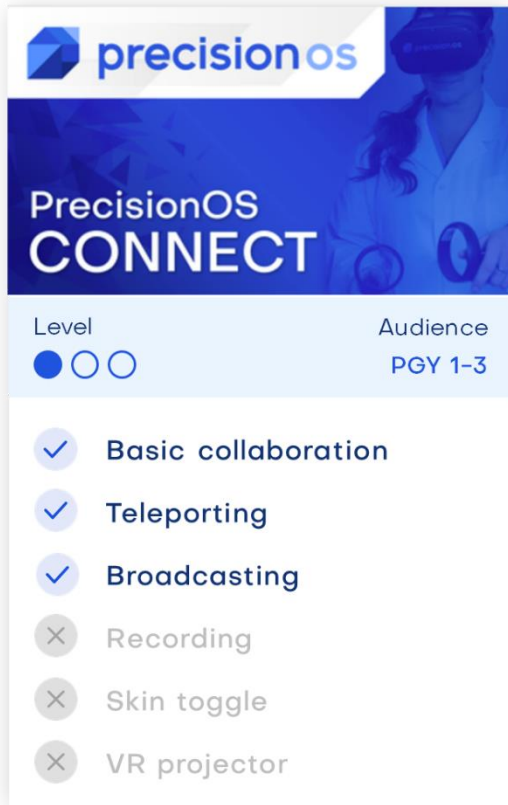 precisionos
PrecisionOS
CONNECT
Level
Audience
PGY 1-3
Basic collaboration
Teleporting
Broadcasting
Recording
Skin toggle
VR projector